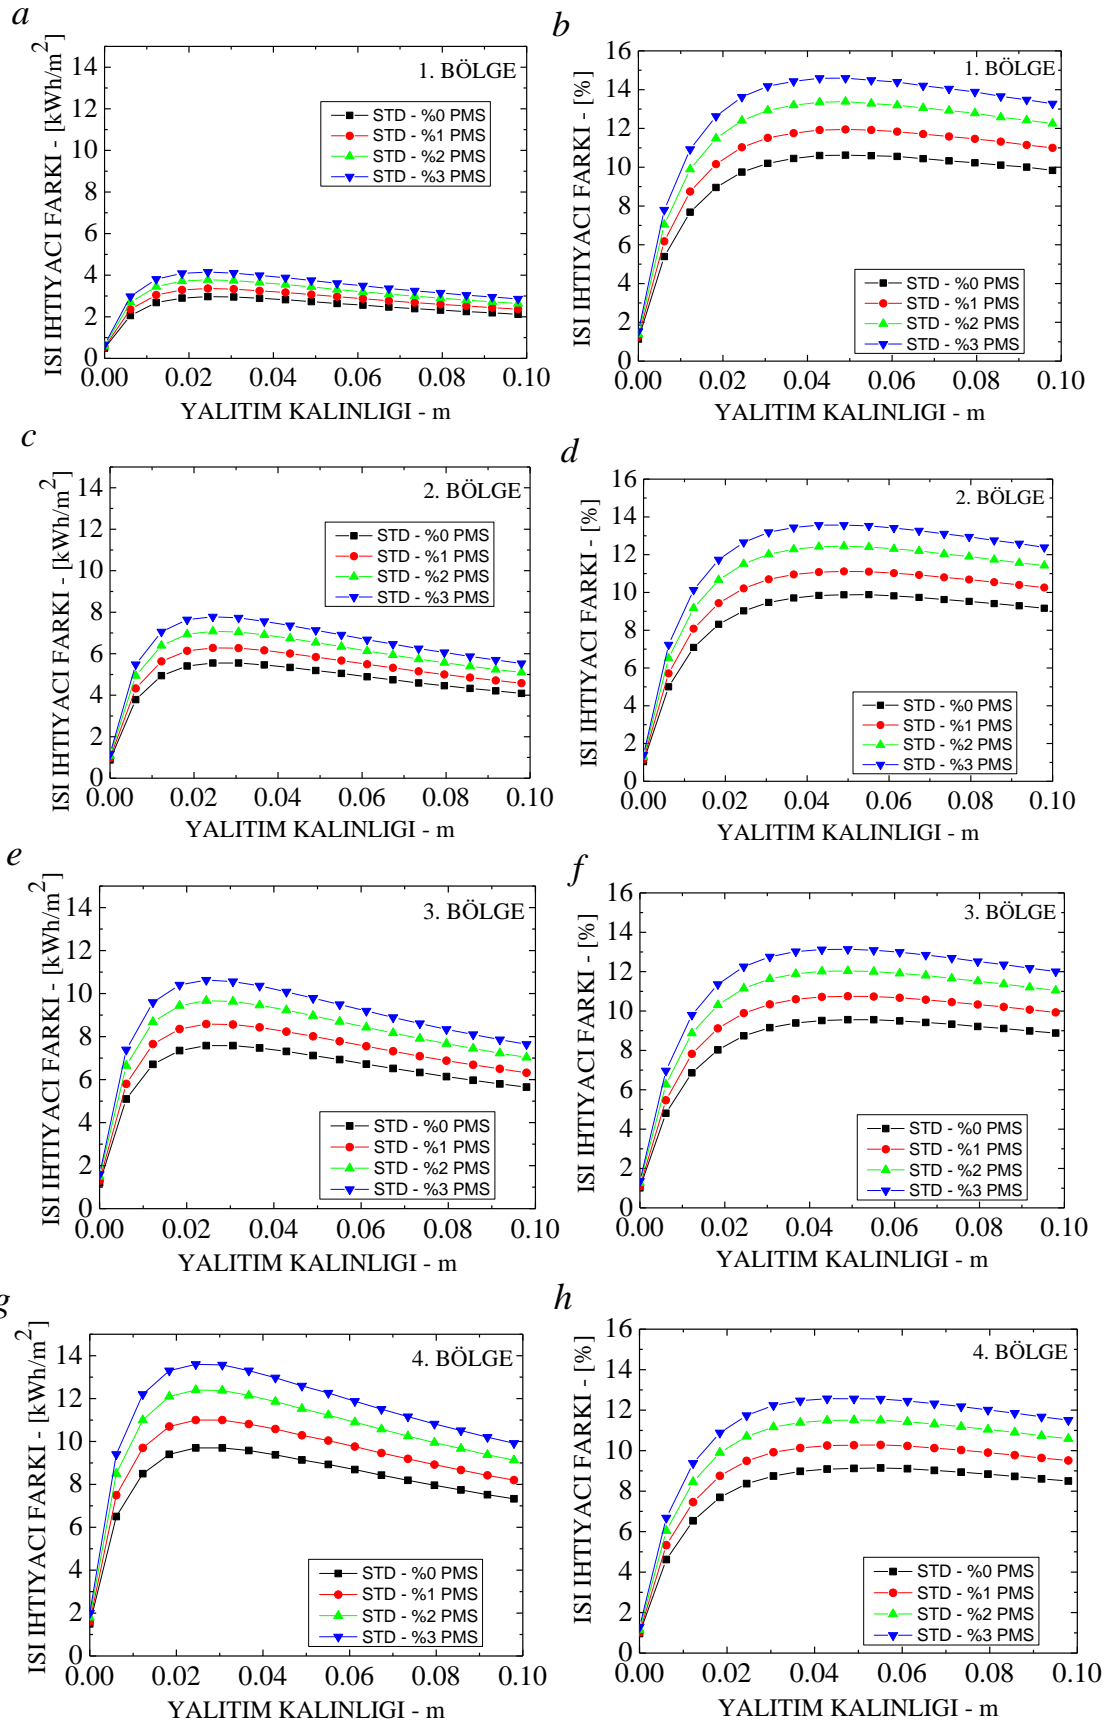 a
ISI IHTIYACI FARKI - [kWh/m²]
14
12
10
8
6
4
2
0
1. BÖLGE
STD - %0 PMS
STD - %1 PMS
STD - %2 PMS
STD - %3 PMS
0.00 0.02 0.04 0.06 0.08 0.10
YALITIM KALINLIGI - m
b
ISI IHTIYACI FARKI - [%]
16
14
12
10
8
6
4
2
0
1. BÖLGE
STD - %0 PMS
STD - %1 PMS
STD - %2 PMS
STD - %3 PMS
0.00 0.02 0.04 0.06 0.08 0.10
YALITIM KALINLIGI - m
c
ISI IHTIYACI FARKI - [kWh/m²]
14
12
10
8
6
4
2
0
2. BÖLGE
STD - %0 PMS
STD - %1 PMS
STD - %2 PMS
STD - %3 PMS
0.00 0.02 0.04 0.06 0.08 0.10
YALITIM KALINLIGI - m
d
ISI IHTIYACI FARKI - [%]
16
14
12
10
8
6
4
2
0
2. BÖLGE
STD - %0 PMS
STD - %1 PMS
STD - %2 PMS
STD - %3 PMS
0.00 0.02 0.04 0.06 0.08 0.10
YALITIM KALINLIGI - m
e
ISI IHTIYACI FARKI - [kWh/m²]
14
12
10
8
6
4
2
0
3. BÖLGE
STD - %0 PMS
STD - %1 PMS
STD - %2 PMS
STD - %3 PMS
0.00 0.02 0.04 0.06 0.08 0.10
YALITIM KALINLIGI - m
f
ISI IHTIYACI FARKI - [%]
16
14
12
10
8
6
4
2
0
3. BÖLGE
STD - %0 PMS
STD - %1 PMS
STD - %2 PMS
STD - %3 PMS
0.00 0.02 0.04 0.06 0.08 0.10
YALITIM KALINLIGI - m
g
ISI IHTIYACI FARKI - [kWh/m²]
14
12
10
8
6
4
2
0
4. BÖLGE
STD - %0 PMS
STD - %1 PMS
STD - %2 PMS
STD - %3 PMS
0.00 0.02 0.04 0.06 0.08 0.10
YALITIM KALINLIGI - m
h
ISI IHTIYACI FARKI - [%]
16
14
12
10
8
6
4
2
0
4. BÖLGE
STD - %0 PMS
STD - %1 PMS
STD - %2 PMS
STD - %3 PMS
0.00 0.02 0.04 0.06 0.08 0.10
YALITIM KALINLIGI - m